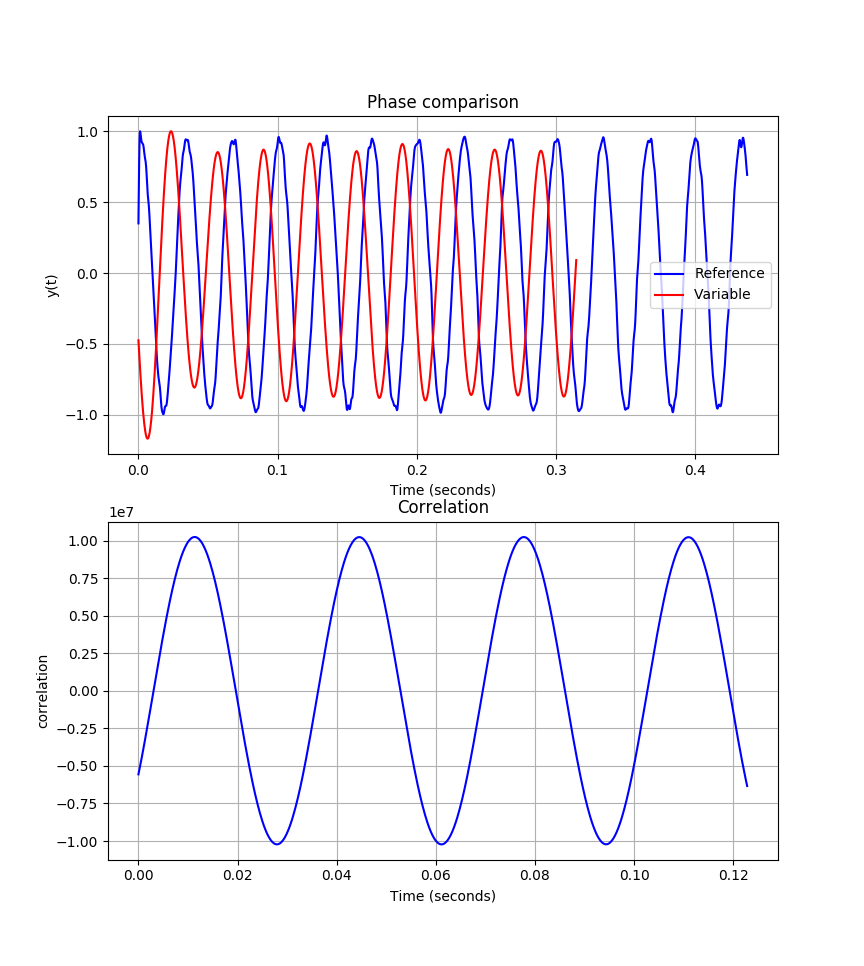 Phase comparison
1.0
0.5
0.0
−0.5
−1.0
y(t)
Reference
Variable
0.0 0.1 0.2 0.3 0.4
Time (seconds)
Correlation
1e7
1.00
0.75
0.50
0.25
0.00
−0.25
−0.50
−0.75
−1.00
correlation
0.00 0.02 0.04 0.06 0.08 0.10 0.12
Time (seconds)